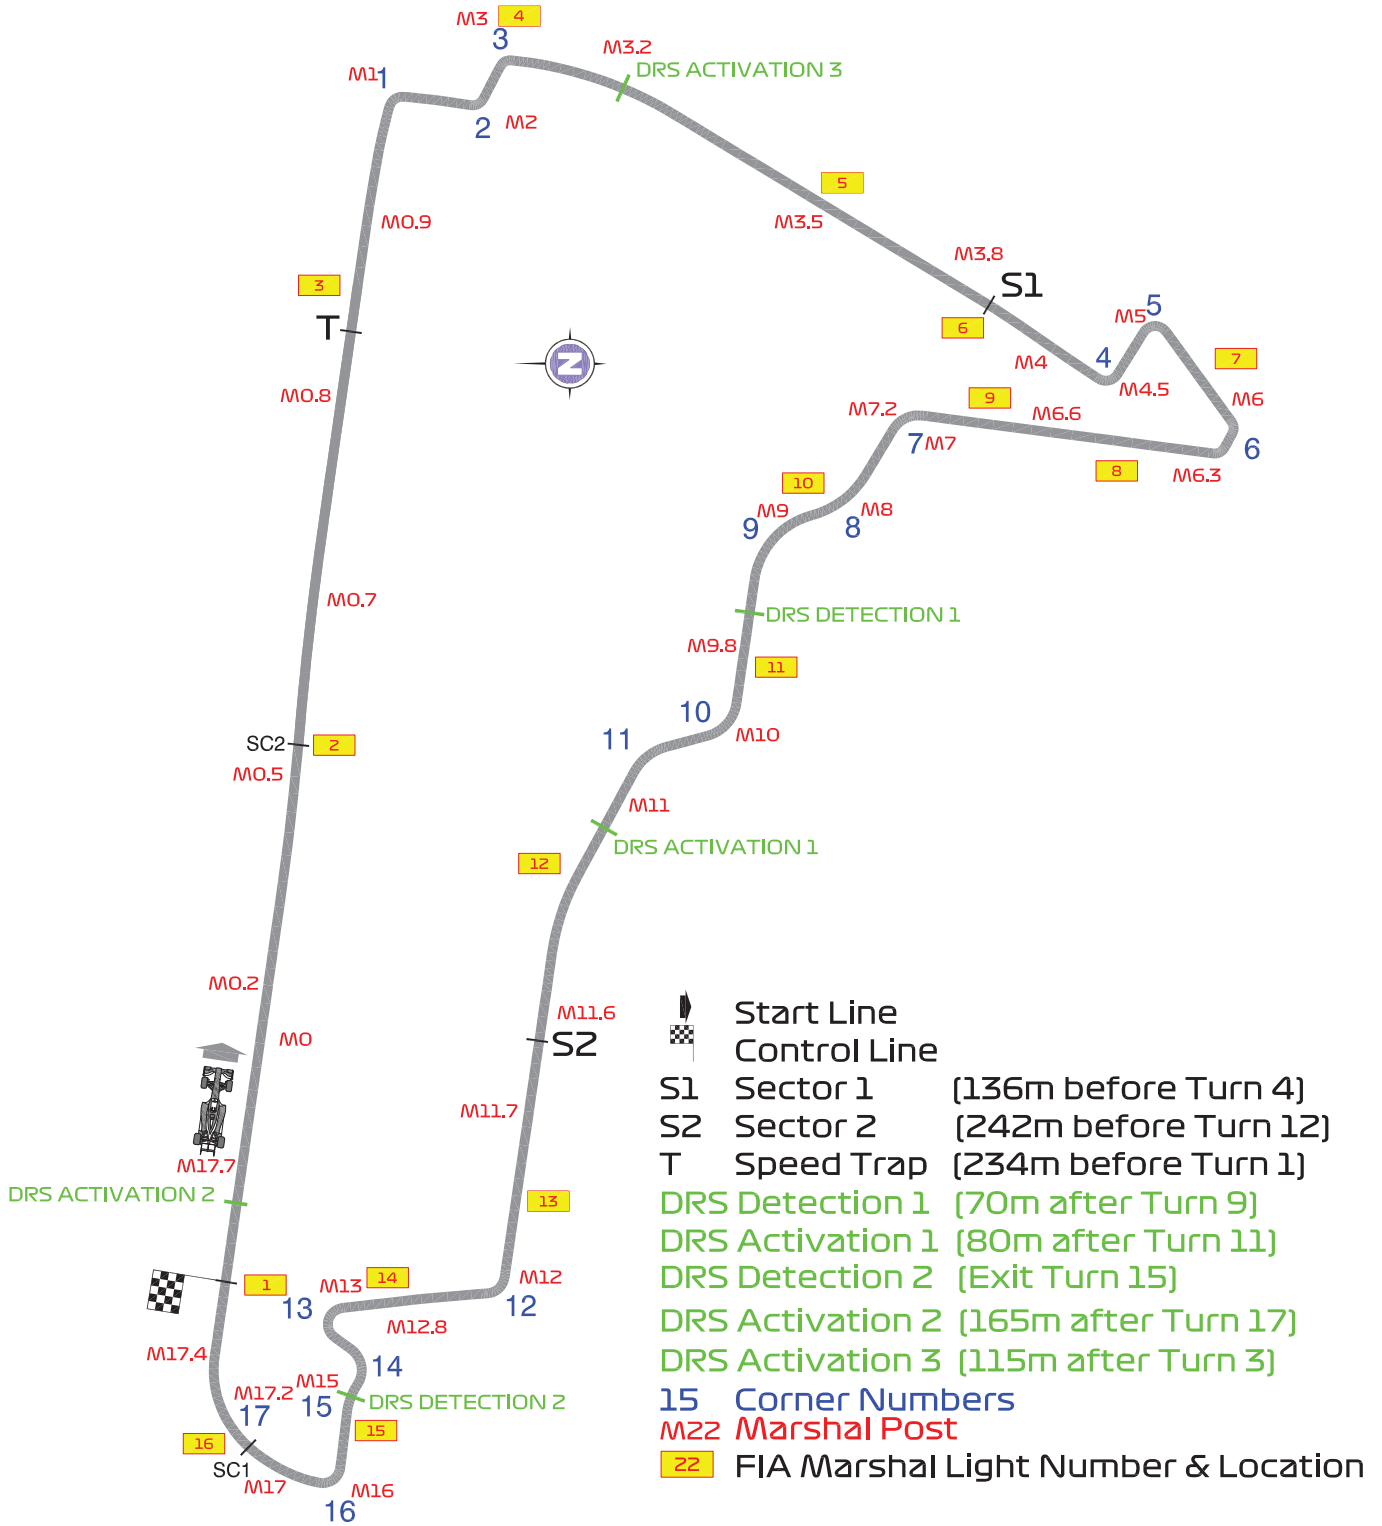 M3 4
3
M3.2
DRS ACTIVATION 3
M1 1
2 M2
5
M3.5
M0.9
M3.8
S1
3
T
6
M5 5
M4
4
7
M4.5
M6
N
M0.8
9
M7.2
M6.6
7 M7
6
8
M6.3
10
M9
9
8 M8
M0.7
DRS DETECTION 1
M9.8
11
10
M10
11
SC2 2
M0.5
M11
DRS ACTIVATION 1
12
M0.2
M0
M11.6
S2
M11.7
M17.7
DRS ACTIVATION 2
13
1
13
M13 14
M12
12
M12.8
M17.4
14
M15
M17.2
15
DRS DETECTION 2
17
16
15
SC1
M17
M16
16
Start Line
Control Line
S1 Sector 1 (136m before Turn 4)
S2 Sector 2 (242m before Turn 12)
T Speed Trap (234m before Turn 1)
DRS Detection 1 (70m after Turn 9)
DRS Activation 1 (80m after Turn 11)
DRS Detection 2 (Exit Turn 15)
DRS Activation 2 (165m after Turn 17)
DRS Activation 3 (115m after Turn 3)
15 Corner Numbers
M22 Marshal Post
22 FIA Marshal Light Number & Location